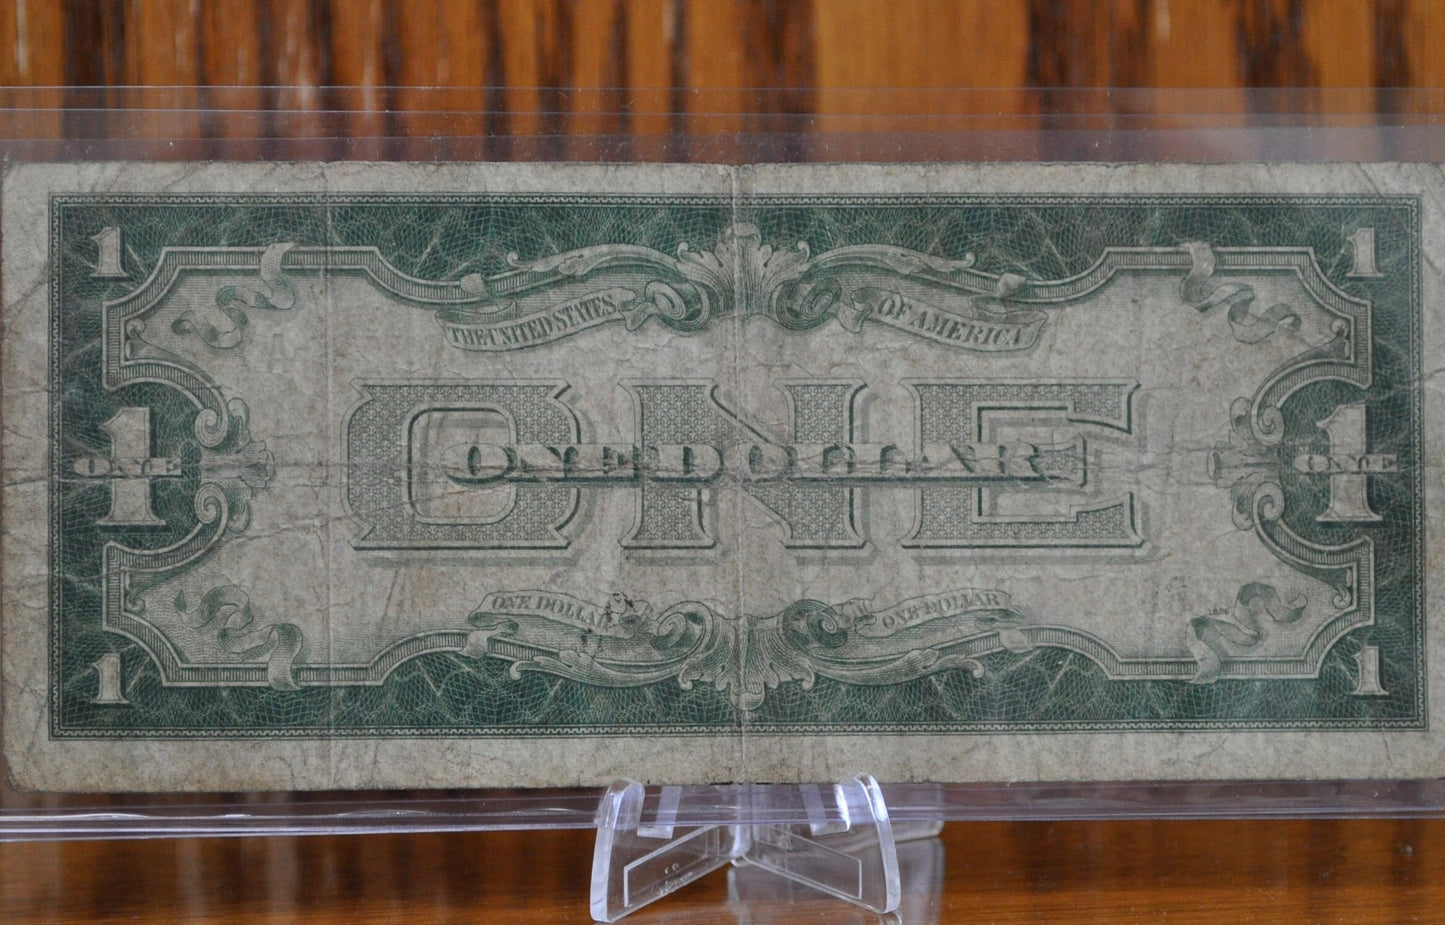 1 1
THE UNITED STATES OF AMERICA
ONE
ONE DOLLAR
1 ONE 1 ONE
ONE DOLLAR ONE DOLLAR
1 1